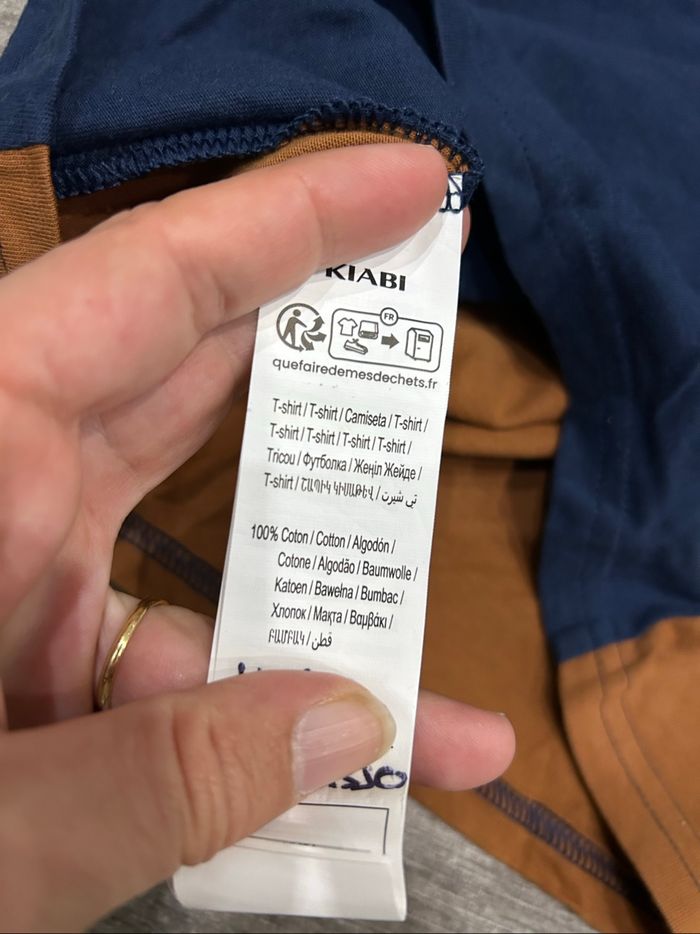 KIABI
FR
quefairedemesdechets.fr
T-shirt / T-shirt / Camiseta / T-shirt /
T-shirt / T-shirt / T-shirt / T-shirt /
Tricou / Футболка / Жеңіл Жейде /
T-shirt / ՇԱՊԻԿ ԿԻՍԱԹԵՎ / تي شيرت
100% Coton / Cotton / Algodón /
Cotone / Algodão / Baumwolle /
Katoen / Bawełna / Bumbac /
Хлопок / Мақта / Βαμβάκι /
ԲԱՄԲԱԿ / قطن